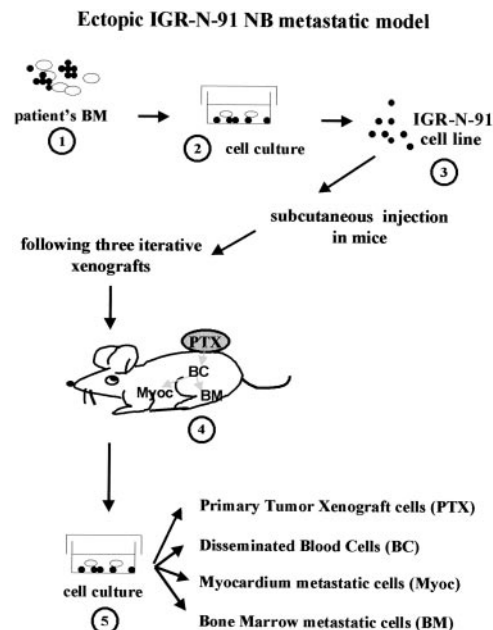 Ectopic IGR-N-91 NB metastatic model
patient's BM
1
2
cell culture
IGR-N-91
cell line
3
subcutaneous injection
in mice
following three iterative
xenografts
PTX
BC
Myoc
BM
4
Primary Tumor Xenograft cells (PTX)
Disseminated Blood Cells (BC)
Myocardium metastatic cells (Myoc)
Bone Marrow metastatic cells (BM)
cell culture
5